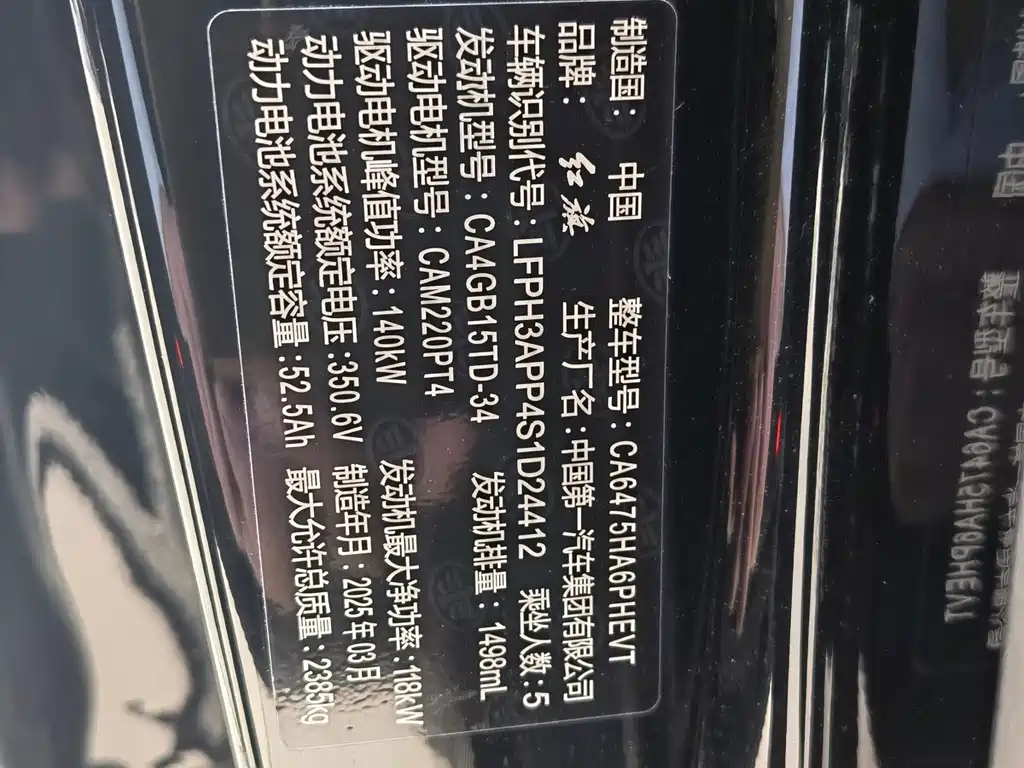 制造国：中国 整车型号：CA6475HA6PHEVT
品牌：红旗 生产厂名：中国第一汽车集团有限公司
车辆识别代号：LFPH3APP4S1D24412 乘坐人数：5
发动机型号：CA4GB15TD-34 发动机排量：1498mL
驱动电机型号：CAM220PT4 发动机最大净功率：118kW
驱动电机峰值功率：140kW 制造年月：2025年03月
动力电池系统额定电压：350.6V 最大允许总质量：2385kg
动力电池系统额定容量：52.5Ah